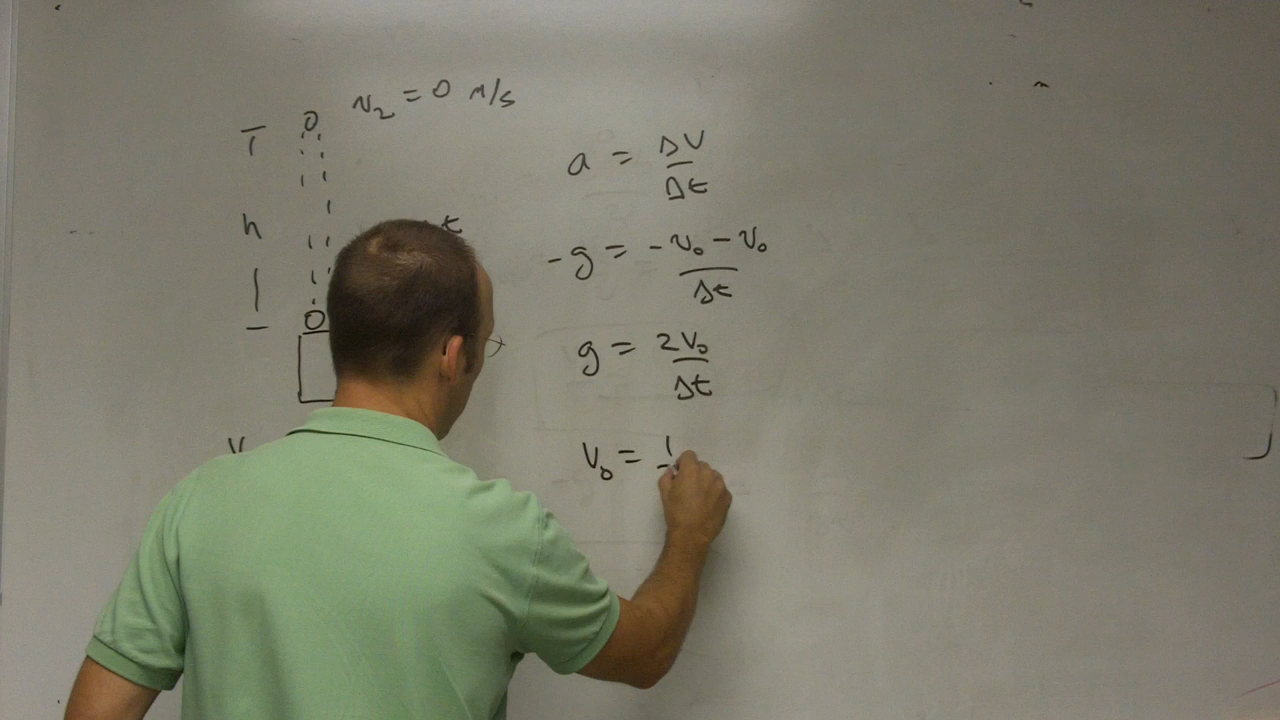 v₂ = 0 m/s
h
t
v
a = Δv/Δt
-g = (-v₀ - v₀)/Δt
g = 2v₀/Δt
v₀ = 1